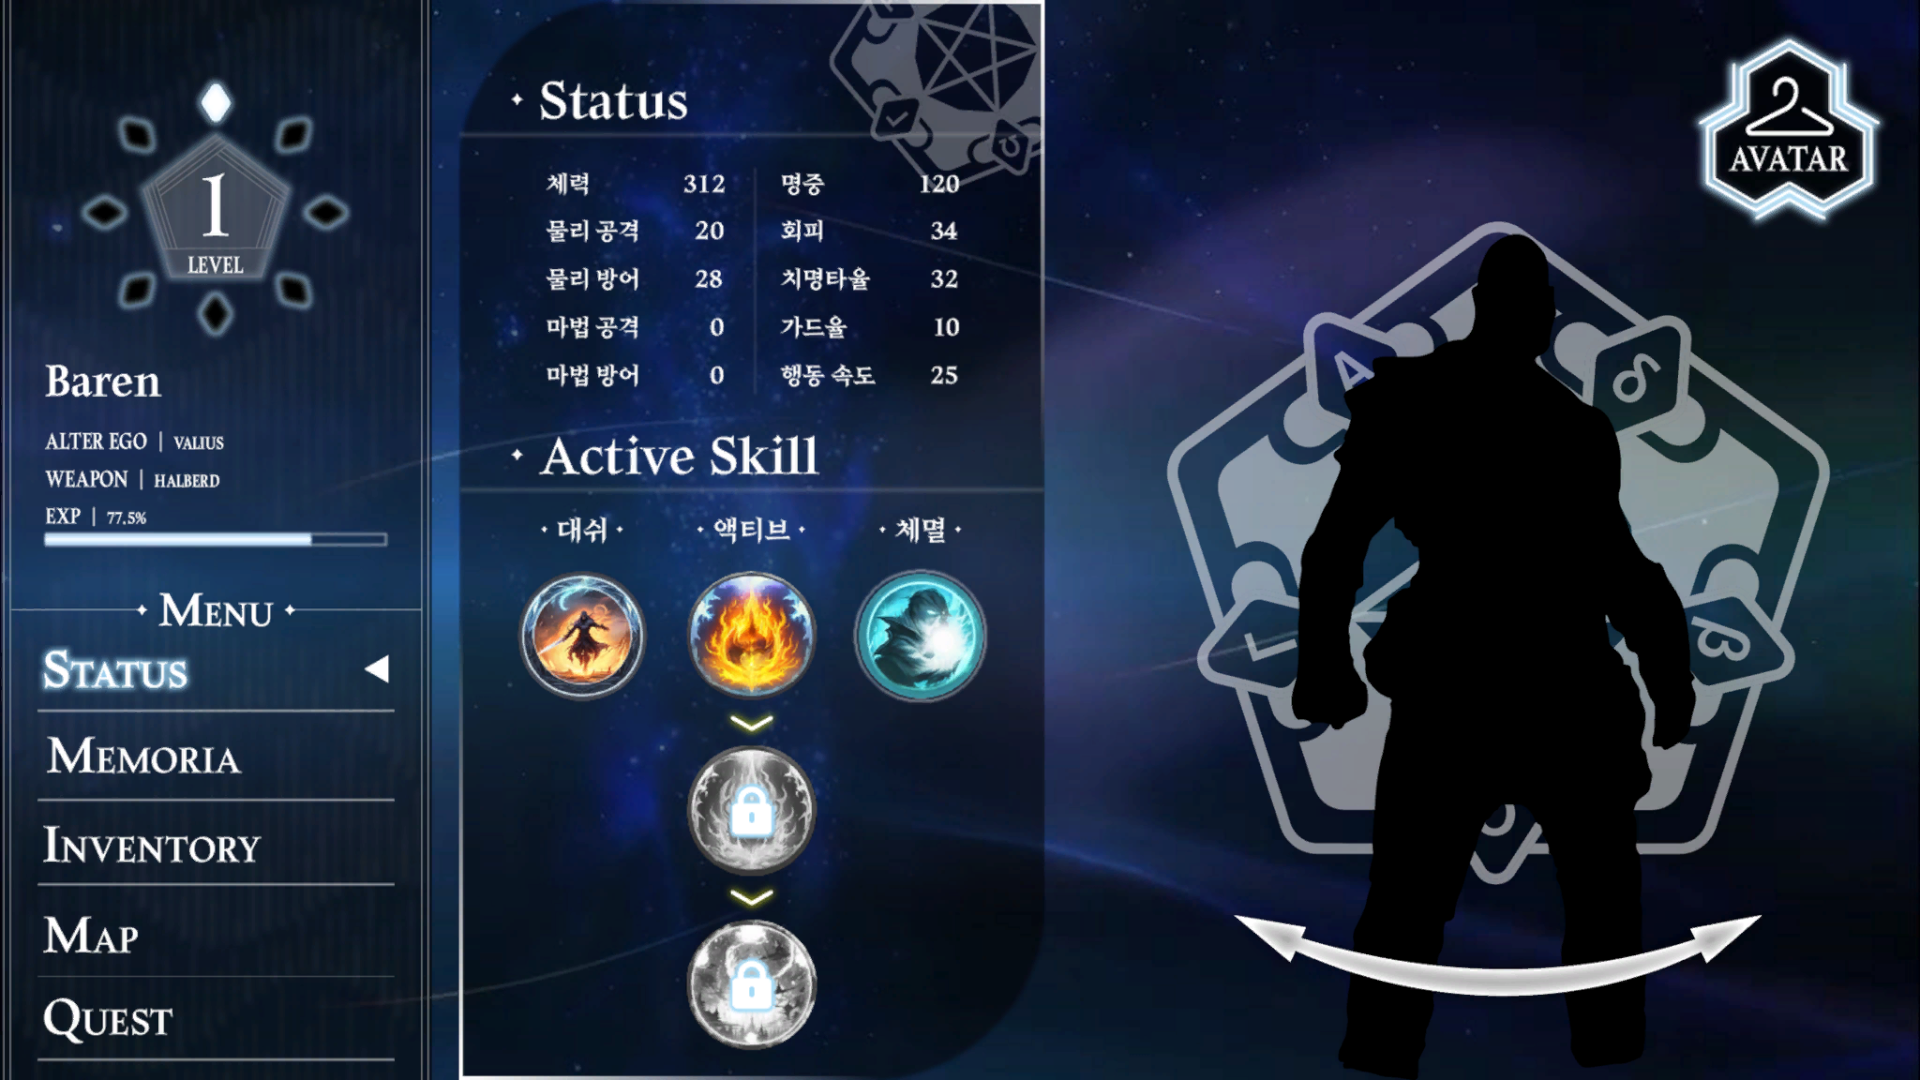 1
LEVEL
Baren
ALTER EGO | VALIUS
WEAPON | HALBERD
EXP | 77.5%
MENU
STATUS
MEMORIA
INVENTORY
MAP
QUEST
Status
체력 312
물리 공격 20
물리 방어 28
마법 공격 0
마법 방어 0
명중 120
회피 34
치명타율 32
가드율 10
행동 속도 25
Active Skill
· 대쉬 ·
· 액티브 ·
· 체멸 ·
AVATAR